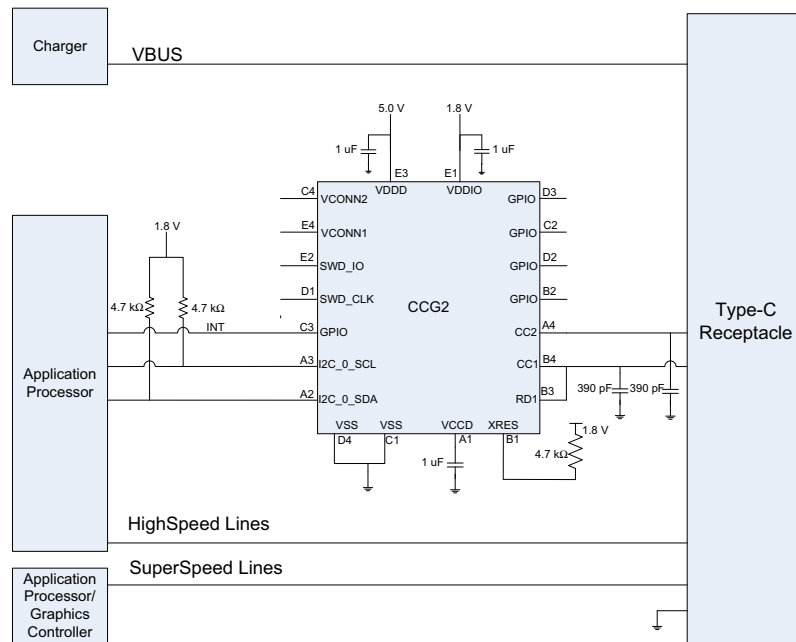 Charger
VBUS
5.0 V
1.8 V
1 uF
1 uF
E3
E1
VDDD
VDDIO
C4
VCONN2
GPIO
D3
E4
VCONN1
GPIO
C2
1.8 V
E2
SWD_IO
GPIO
D2
D1
SWD_CLK
GPIO
B2
CCG2
4.7 kΩ
4.7 kΩ
INT
C3
GPIO
CC2
A4
Type-C
Receptacle
Application
Processor
A3
I2C_0_SCL
CC1
B4
A2
I2C_0_SDA
RD1
B3
390 pF
390 pF
VSS
VSS
VCCD
XRES
D4
C1
A1
B1
1.8 V
1 uF
4.7 kΩ
HighSpeed Lines
SuperSpeed Lines
Application
Processor/
Graphics
Controller